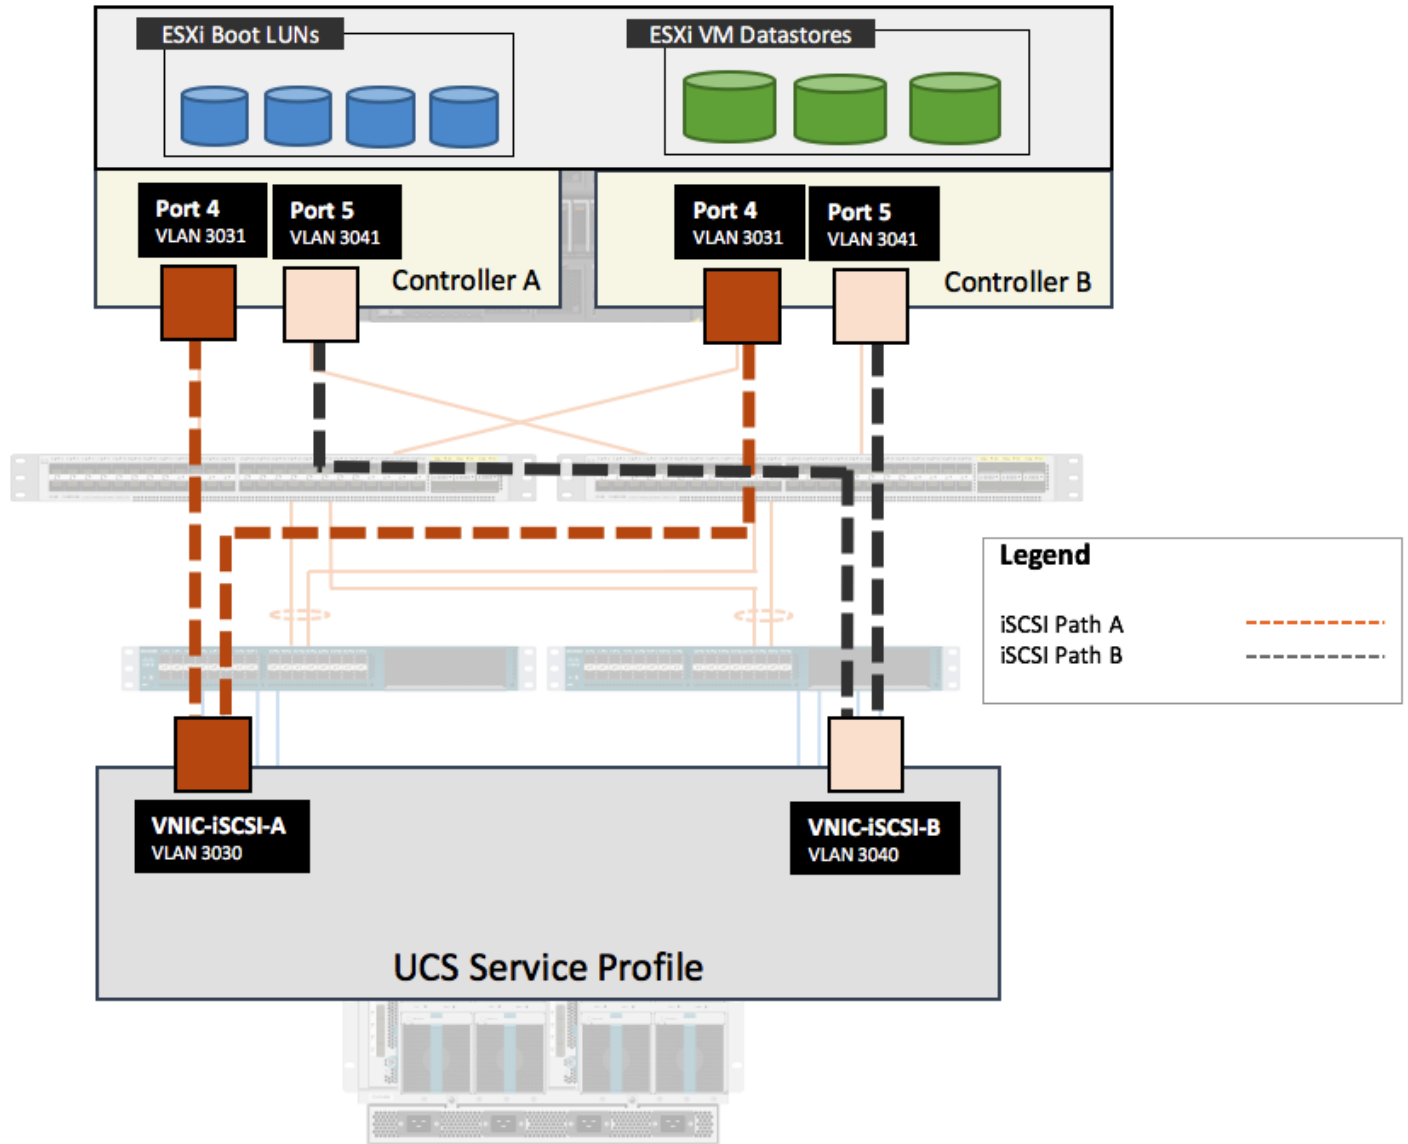 ESXi Boot LUNs
ESXi VM Datastores
Port 4
VLAN 3031
Port 5
VLAN 3041
Controller A
Port 4
VLAN 3031
Port 5
VLAN 3041
Controller B
Legend
iSCSI Path A
iSCSI Path B
VNIC-iSCSI-A
VLAN 3030
VNIC-iSCSI-B
VLAN 3040
UCS Service Profile